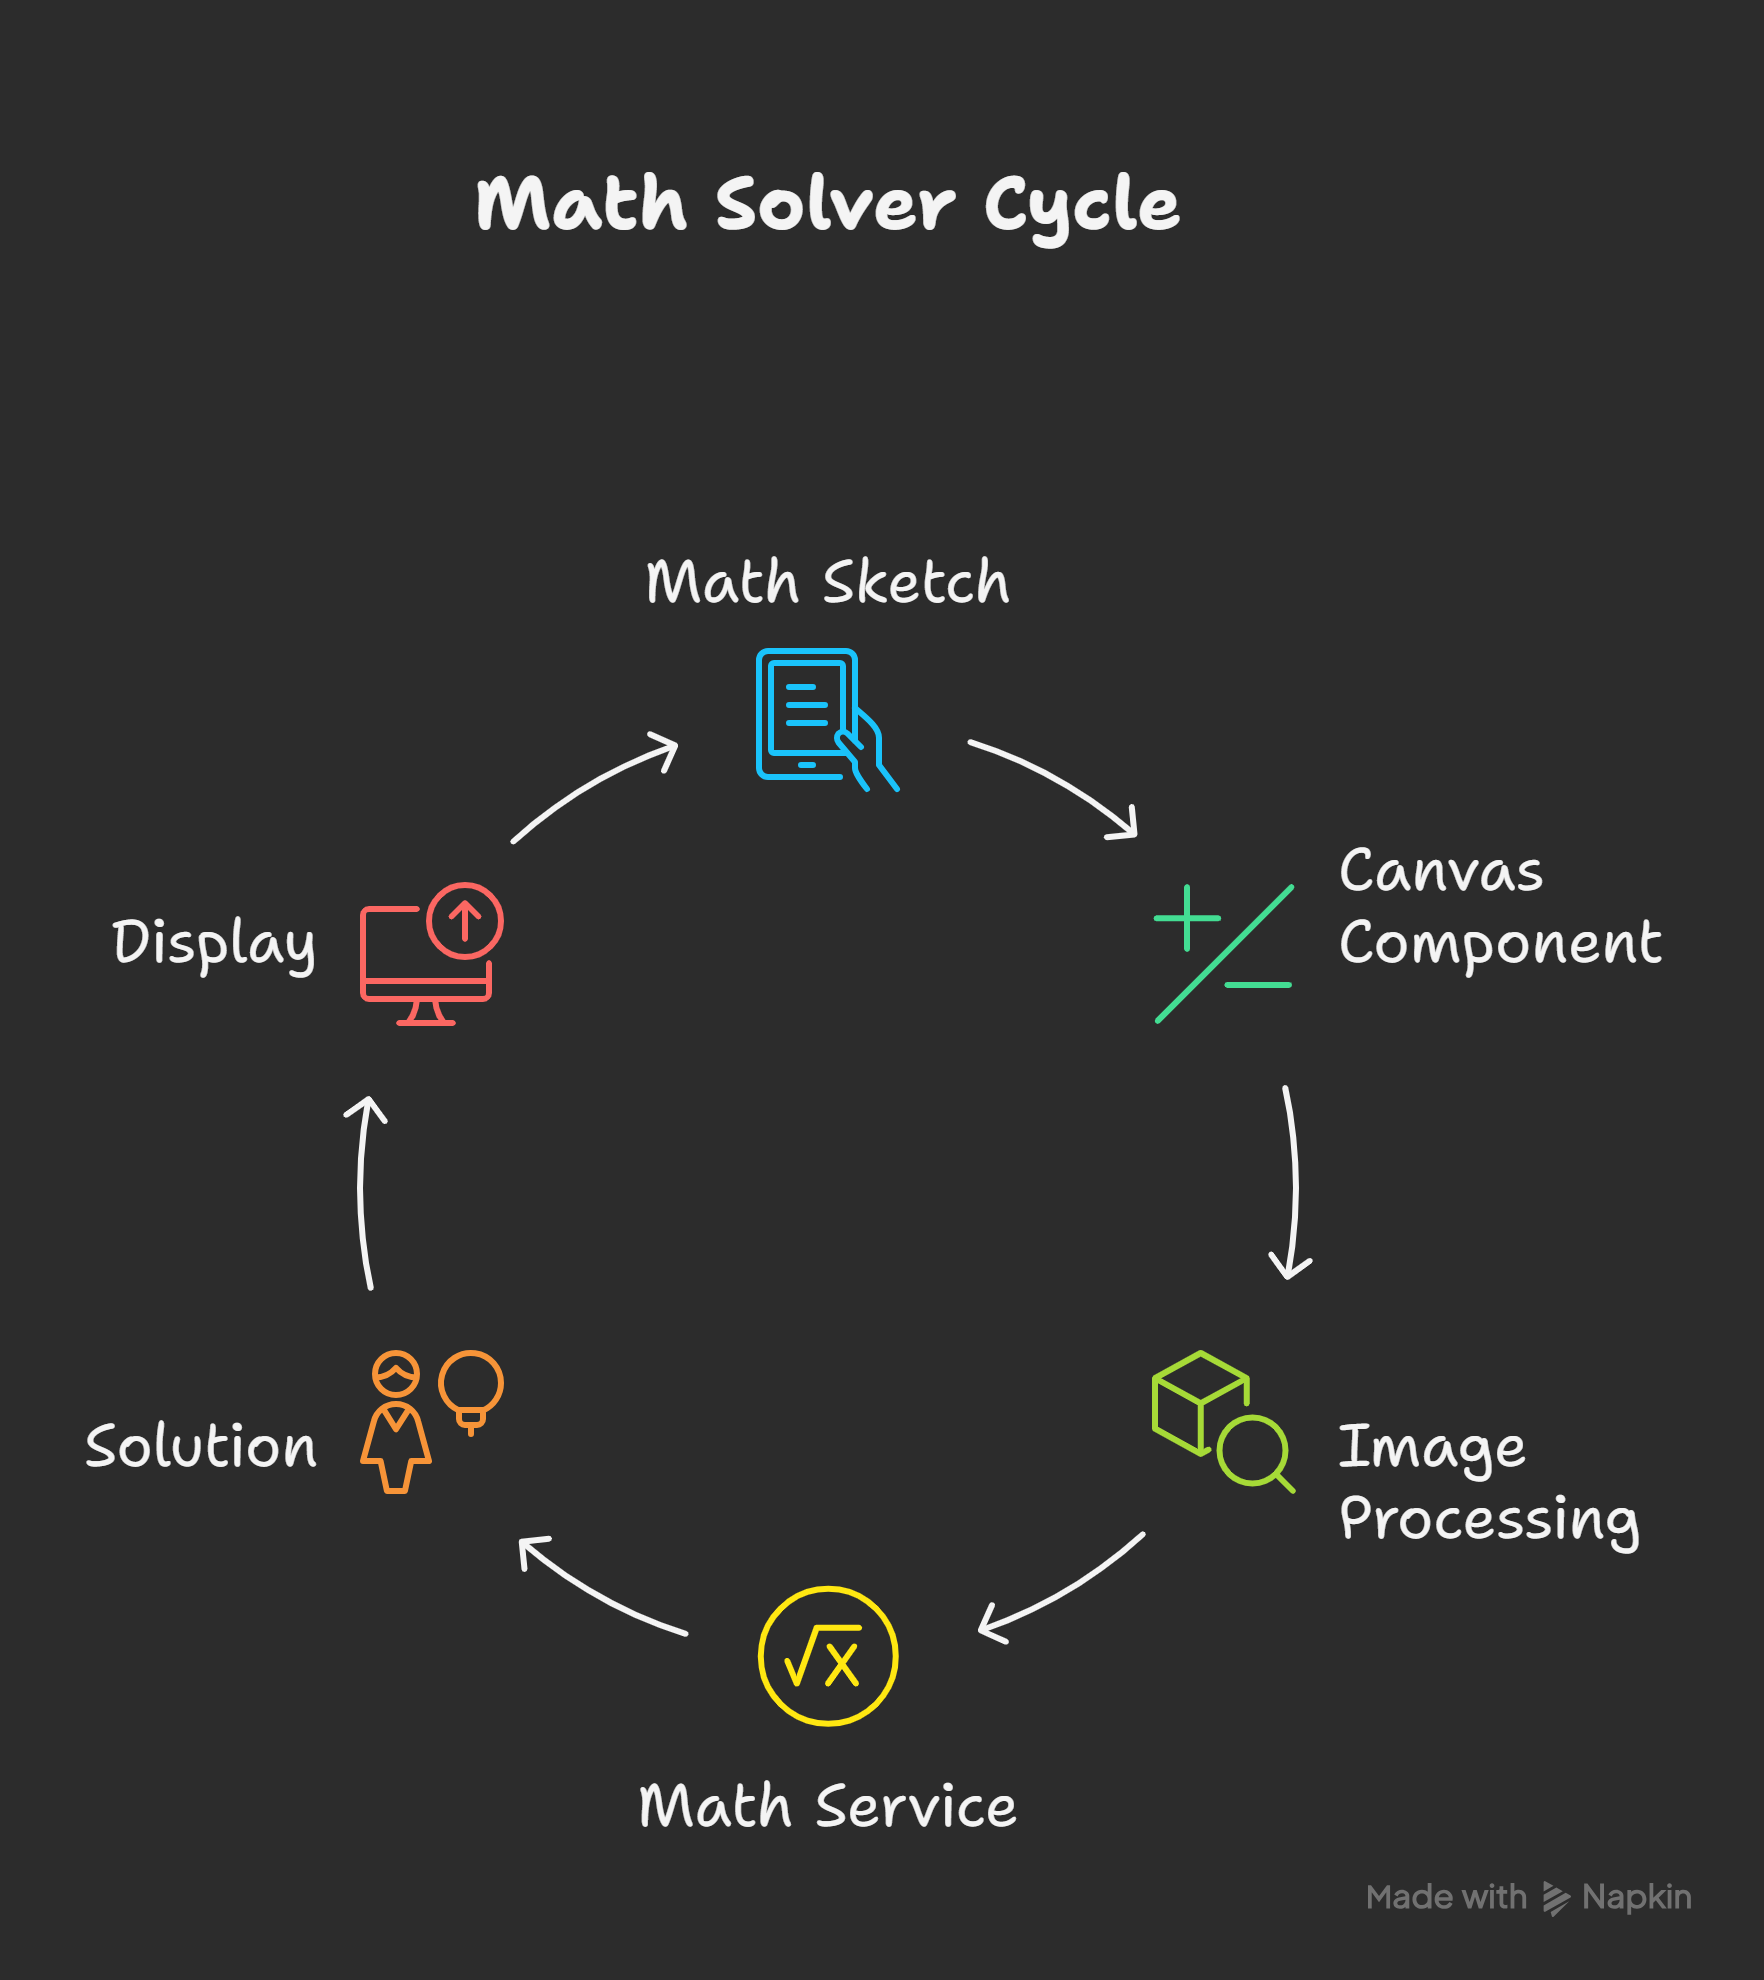 Math Solver Cycle
Math Sketch
Canvas
Component
Display
Image
Processing
Solution
√x
Math Service
Made with Napkin